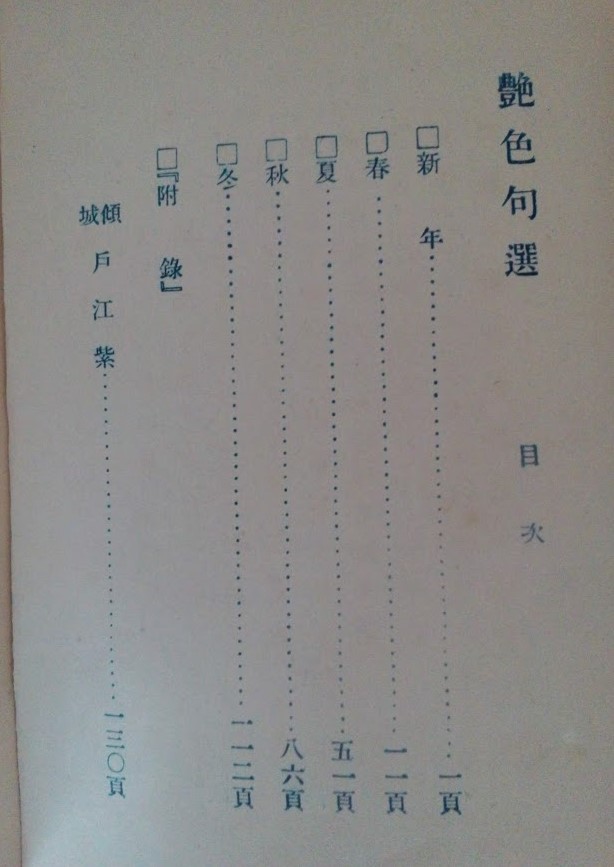 艶色句選 目次
□新年……一頁
□春……一一頁
□夏……五一頁
□秋……八六頁
□冬……一一二頁
□『附錄』
傾城戶江紫……一三〇頁